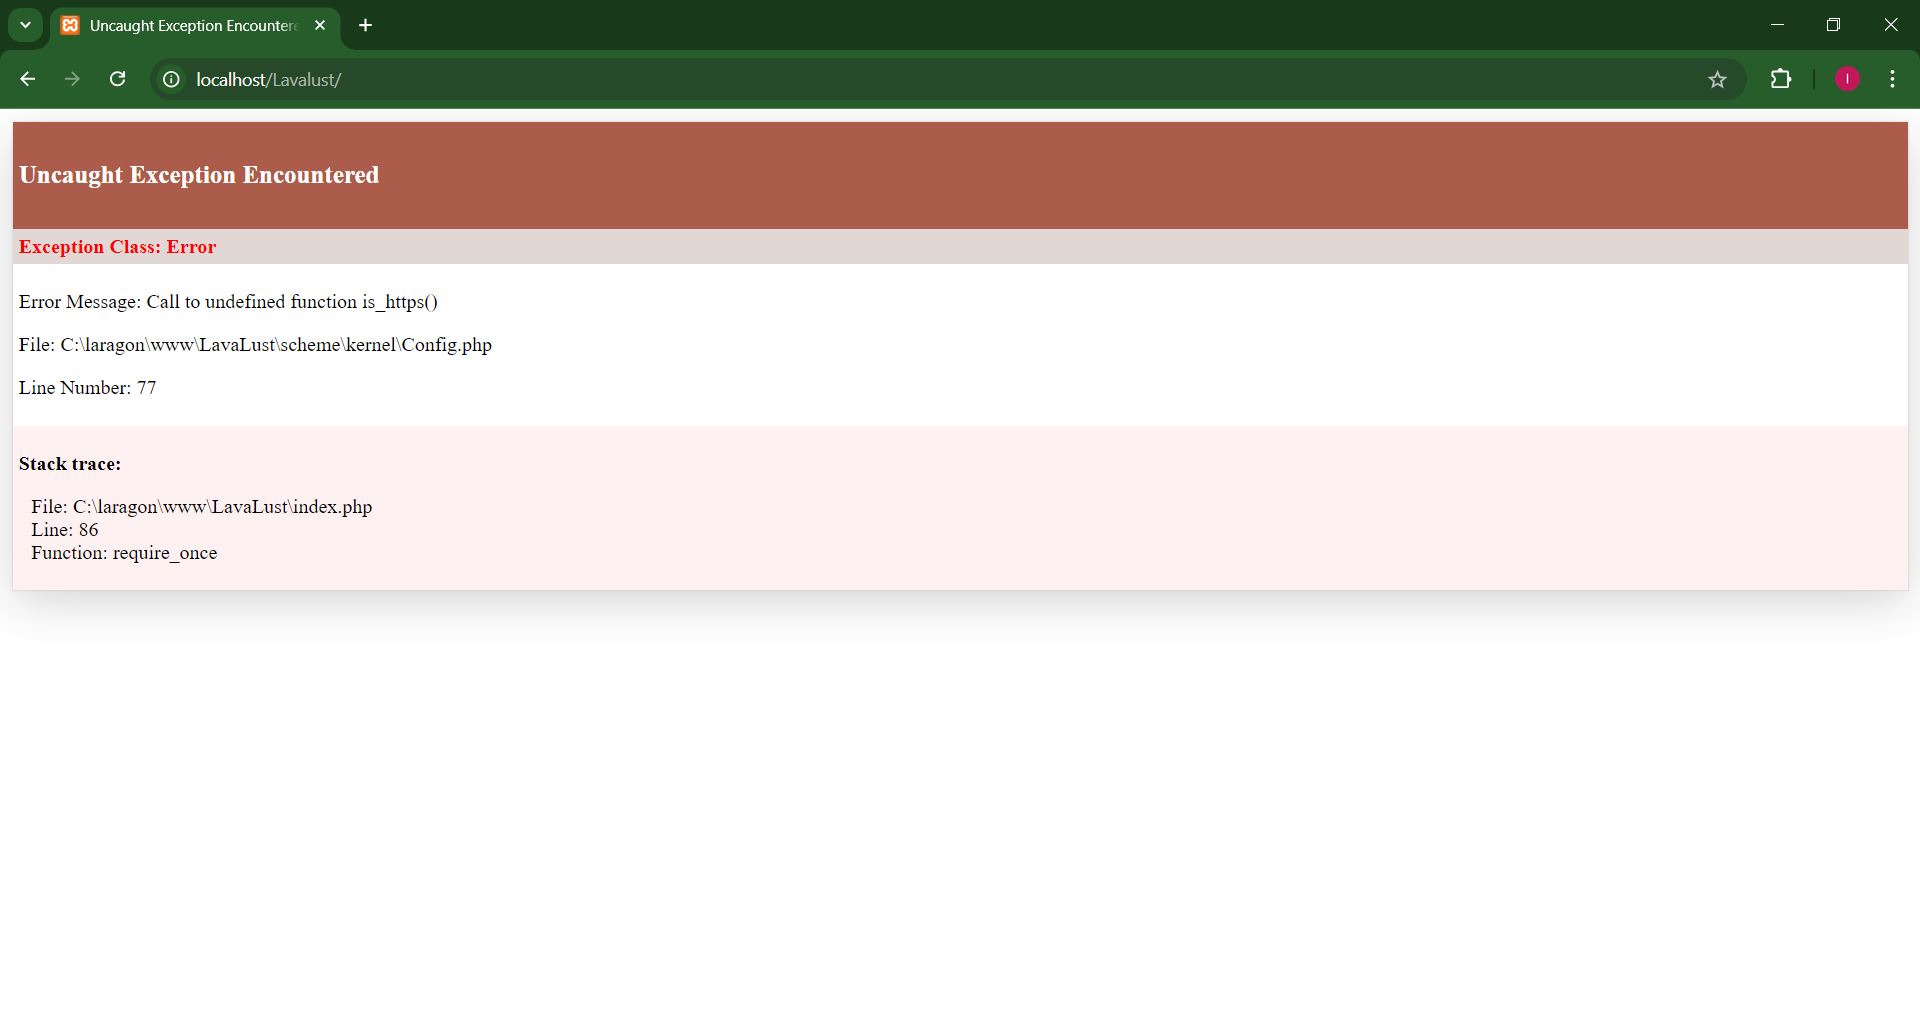 Uncaught Exception Encounter
localhost/Lavalust/
I
Uncaught Exception Encountered
Exception Class: Error
Error Message: Call to undefined function is_https()
File: C:\laragon\www\LavaLust\scheme\kernel\Config.php
Line Number: 77
Stack trace:
File: C:\laragon\www\LavaLust\index.php
Line: 86
Function: require_once